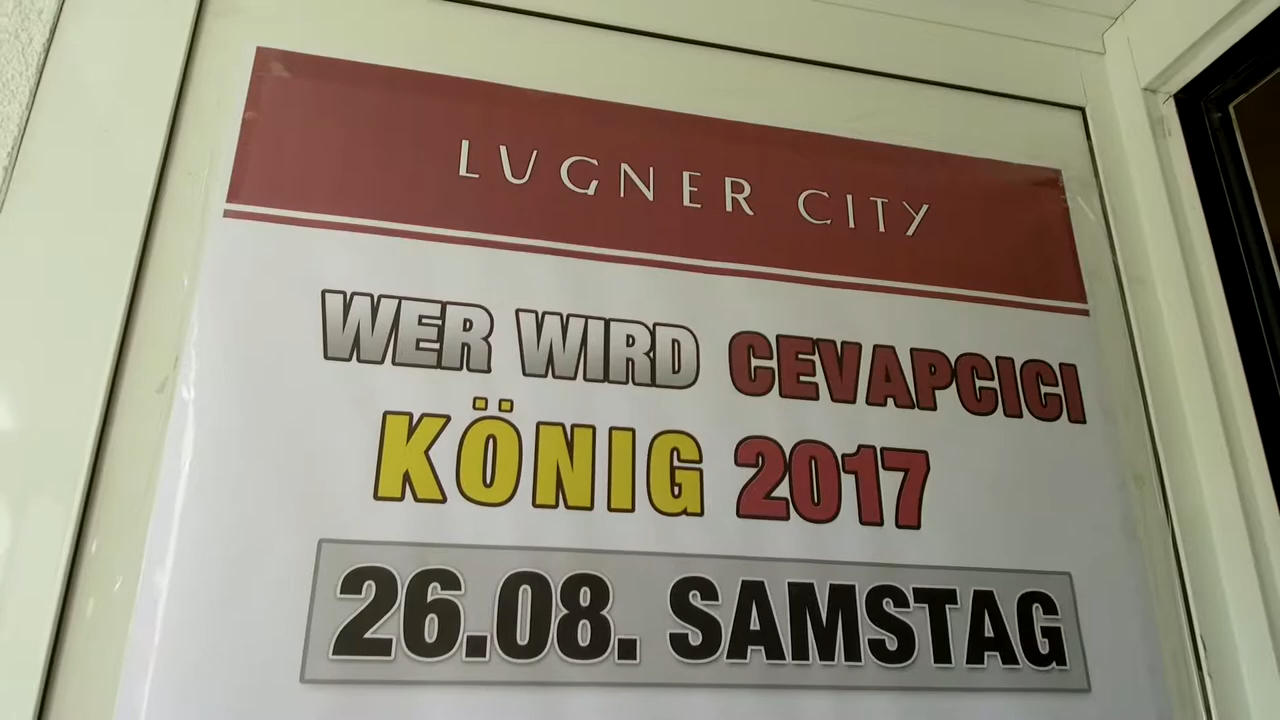 LUGNER CITY
WER WIRD CEVAPCICI
KÖNIG 2017
26.08. SAMSTAG